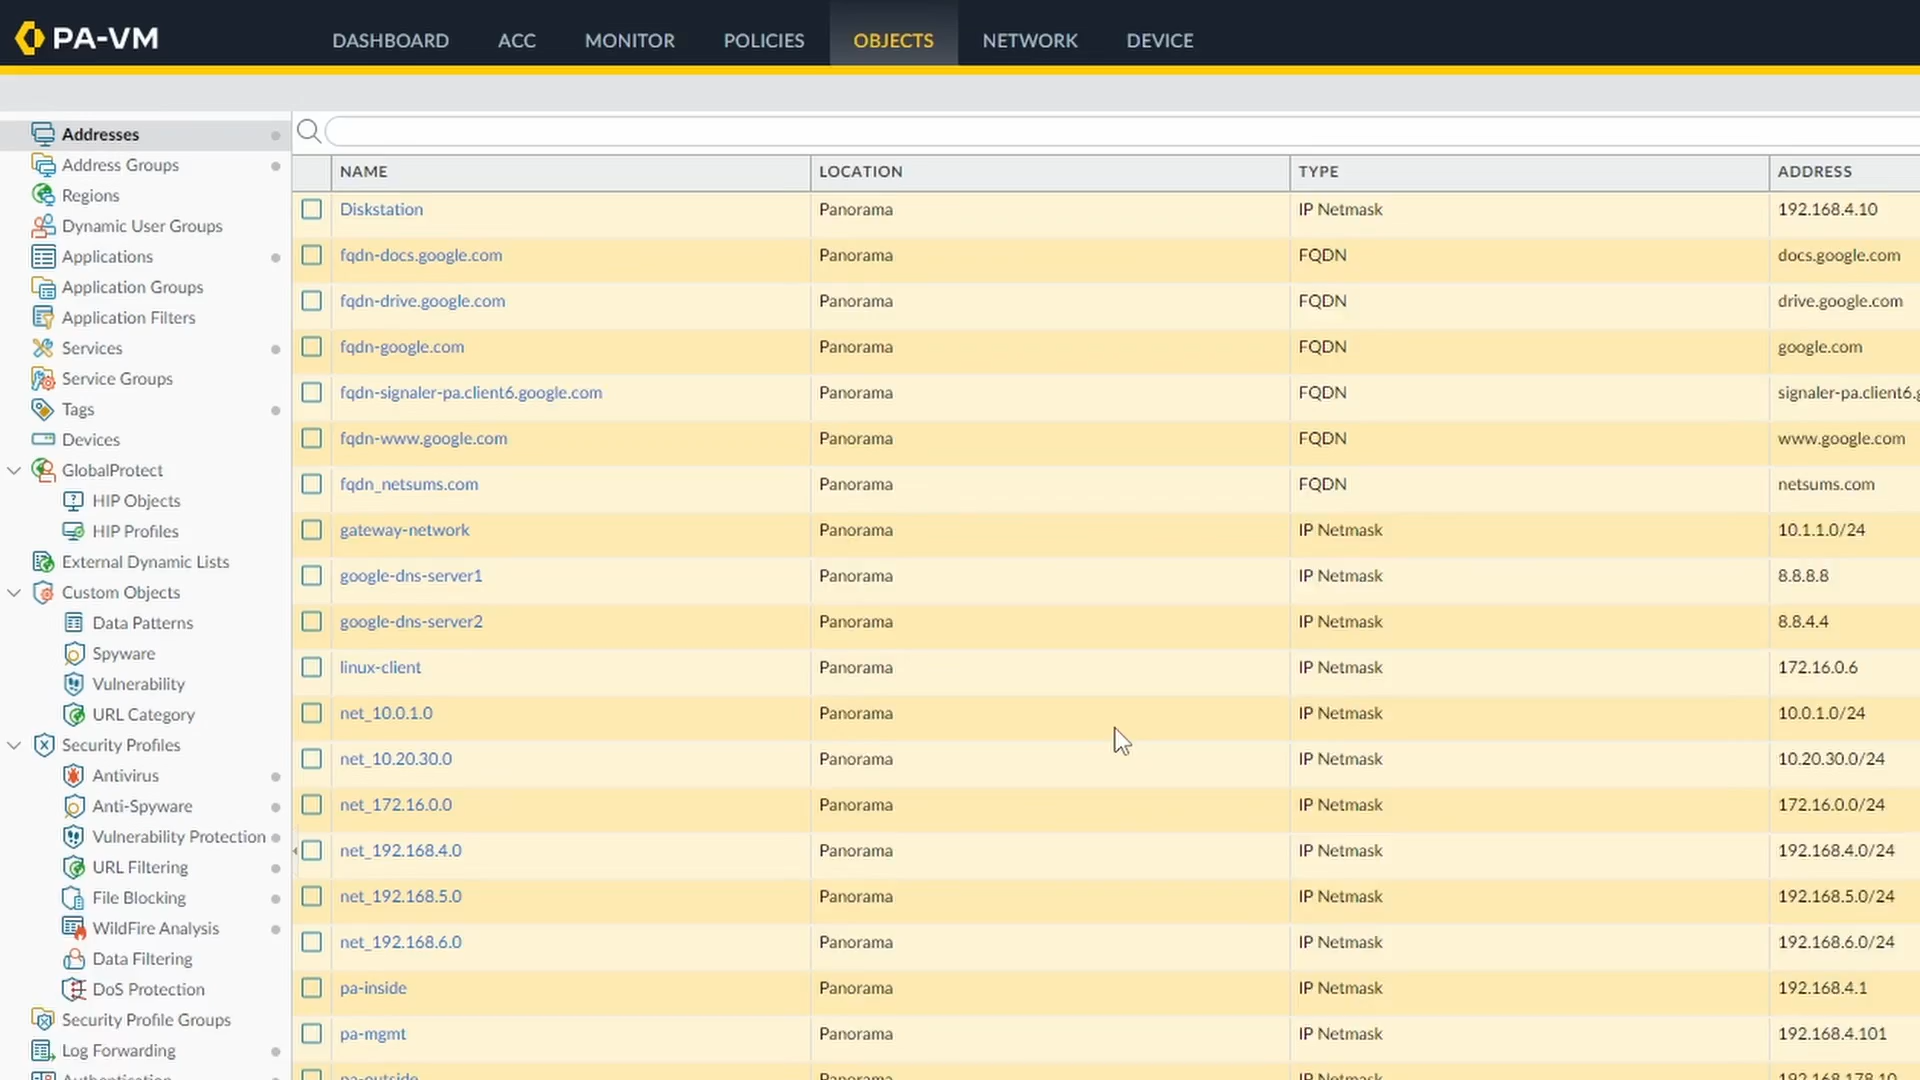 PA-VM
DASHBOARD ACC MONITOR POLICIES OBJECTS NETWORK DEVICE
Addresses
Address Groups
Regions
Dynamic User Groups
Applications
Application Groups
Application Filters
Services
Service Groups
Tags
Devices
GlobalProtect
HIP Objects
HIP Profiles
External Dynamic Lists
Custom Objects
Data Patterns
Spyware
Vulnerability
URL Category
Security Profiles
Antivirus
Anti-Spyware
Vulnerability Protection
URL Filtering
File Blocking
WildFire Analysis
Data Filtering
DoS Protection
Security Profile Groups
Log Forwarding
Authentication
NAME LOCATION TYPE ADDRESS
Diskstation Panorama IP Netmask 192.168.4.10
fqdn-docs.google.com Panorama FQDN docs.google.com
fqdn-drive.google.com Panorama FQDN drive.google.com
fqdn-google.com Panorama FQDN google.com
fqdn-signaler-pa.client6.google.com Panorama FQDN signaler-pa.client6.g
fqdn-www.google.com Panorama FQDN www.google.com
fqdn_netsums.com Panorama FQDN netsums.com
gateway-network Panorama IP Netmask 10.1.1.0/24
google-dns-server1 Panorama IP Netmask 8.8.8.8
google-dns-server2 Panorama IP Netmask 8.8.4.4
linux-client Panorama IP Netmask 172.16.0.6
net_10.0.1.0 Panorama IP Netmask 10.0.1.0/24
net_10.20.30.0 Panorama IP Netmask 10.20.30.0/24
net_172.16.0.0 Panorama IP Netmask 172.16.0.0/24
net_192.168.4.0 Panorama IP Netmask 192.168.4.0/24
net_192.168.5.0 Panorama IP Netmask 192.168.5.0/24
net_192.168.6.0 Panorama IP Netmask 192.168.6.0/24
pa-inside Panorama IP Netmask 192.168.4.1
pa-mgmt Panorama IP Netmask 192.168.4.101
pa-outside Panorama IP Netmask 192.168.178.10